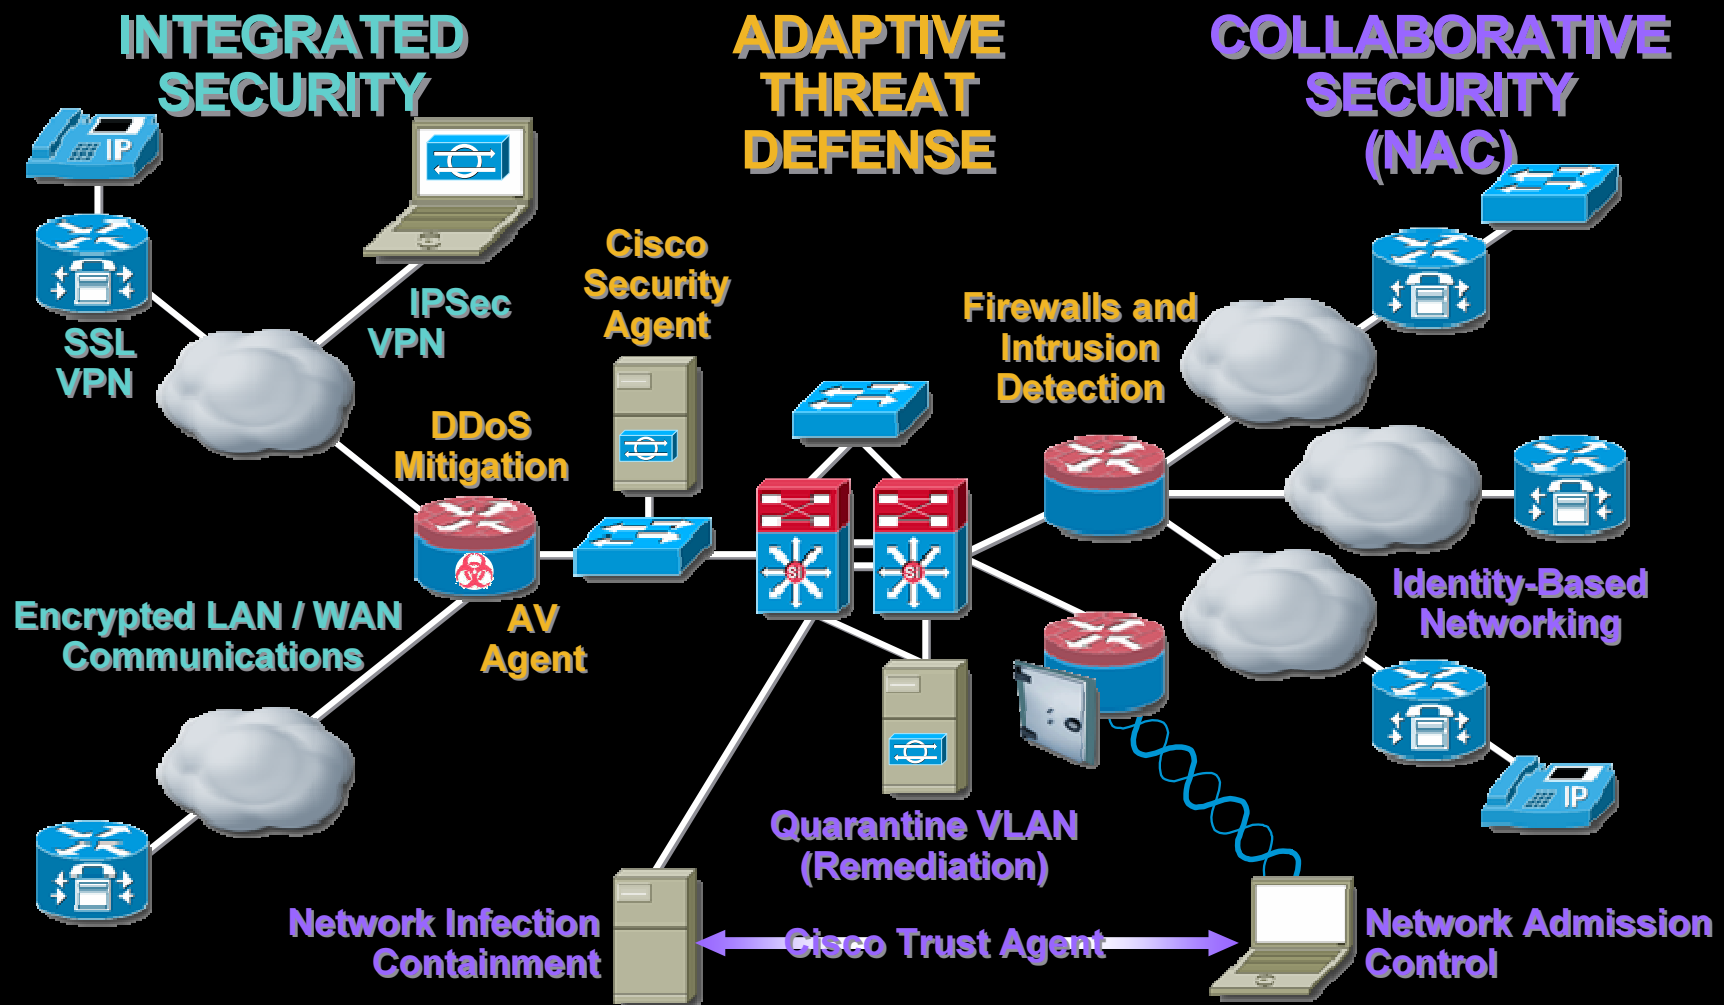 INTEGRATED
SECURITY
ADAPTIVE
THREAT
DEFENSE
COLLABORATIVE
SECURITY
(NAC)
IP
SSL
VPN
IPSec
VPN
Cisco
Security
Agent
DDoS
Mitigation
AV
Agent
Encrypted LAN / WAN
Communications
Si
Si
Firewalls and
Intrusion
Detection
Identity-Based
Networking
IP
Quarantine VLAN
(Remediation)
Network Infection
Containment
Cisco Trust Agent
Network Admission
Control